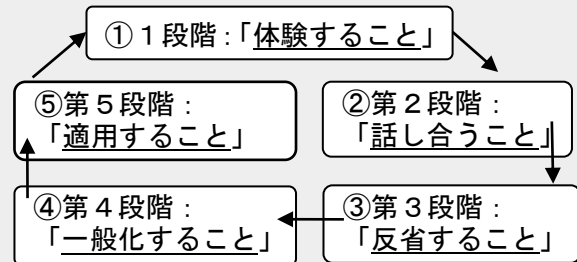 ①１段階：「体験すること」
②第２段階：
「話し合うこと」
③第３段階：
「反省すること」
④第４段階：
「一般化すること」
⑤第５段階：
「適用すること」